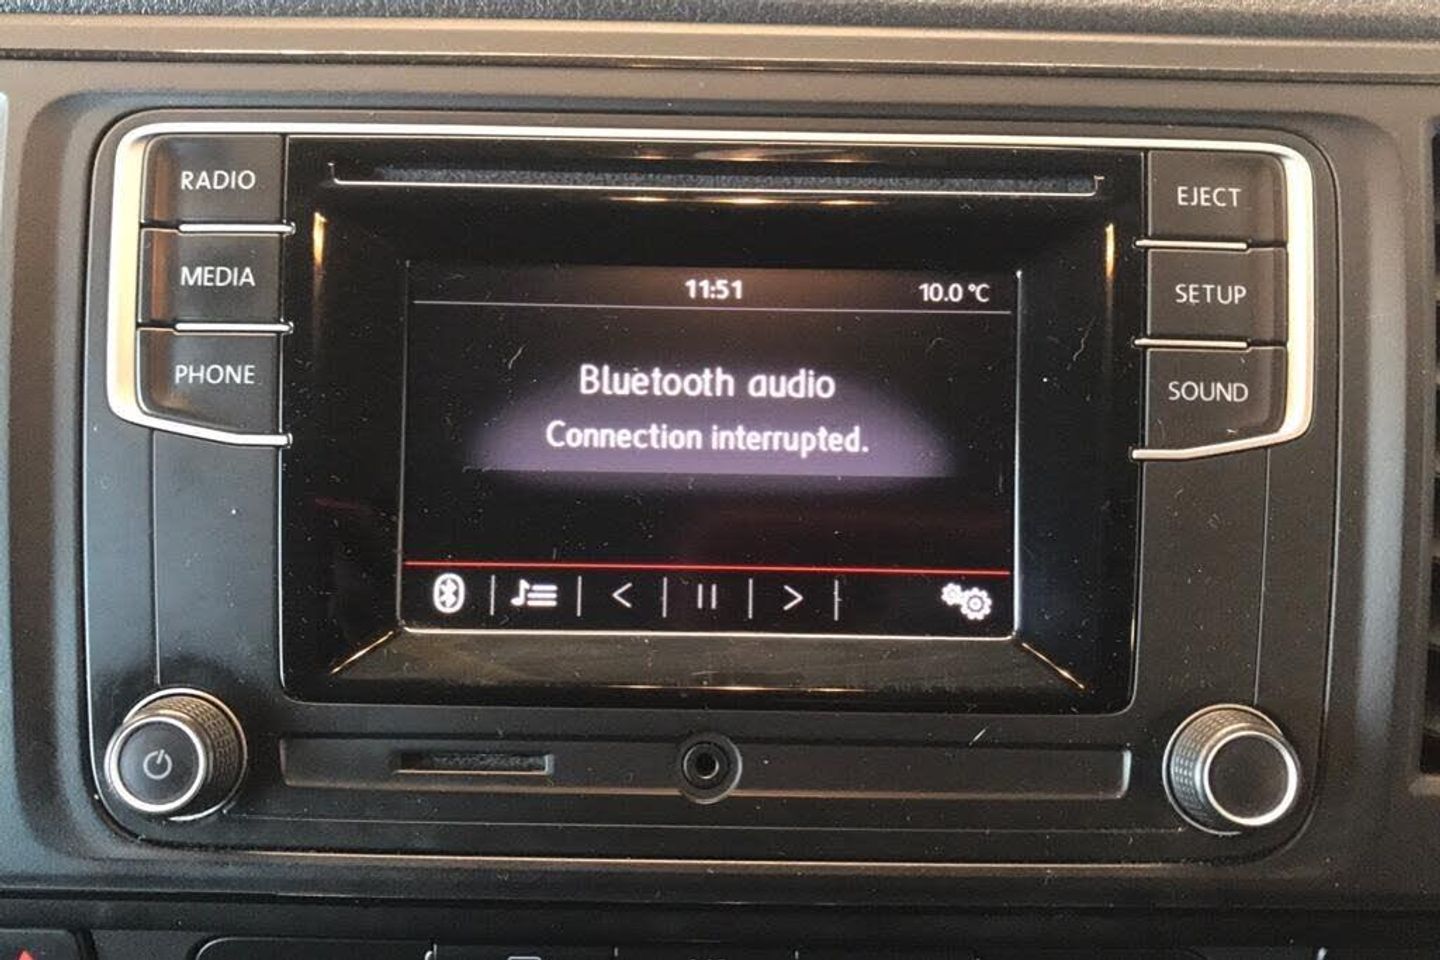 RADIO
MEDIA
PHONE
11:51 10.0 °C
Bluetooth audio
Connection interrupted.
EJECT
SETUP
SOUND